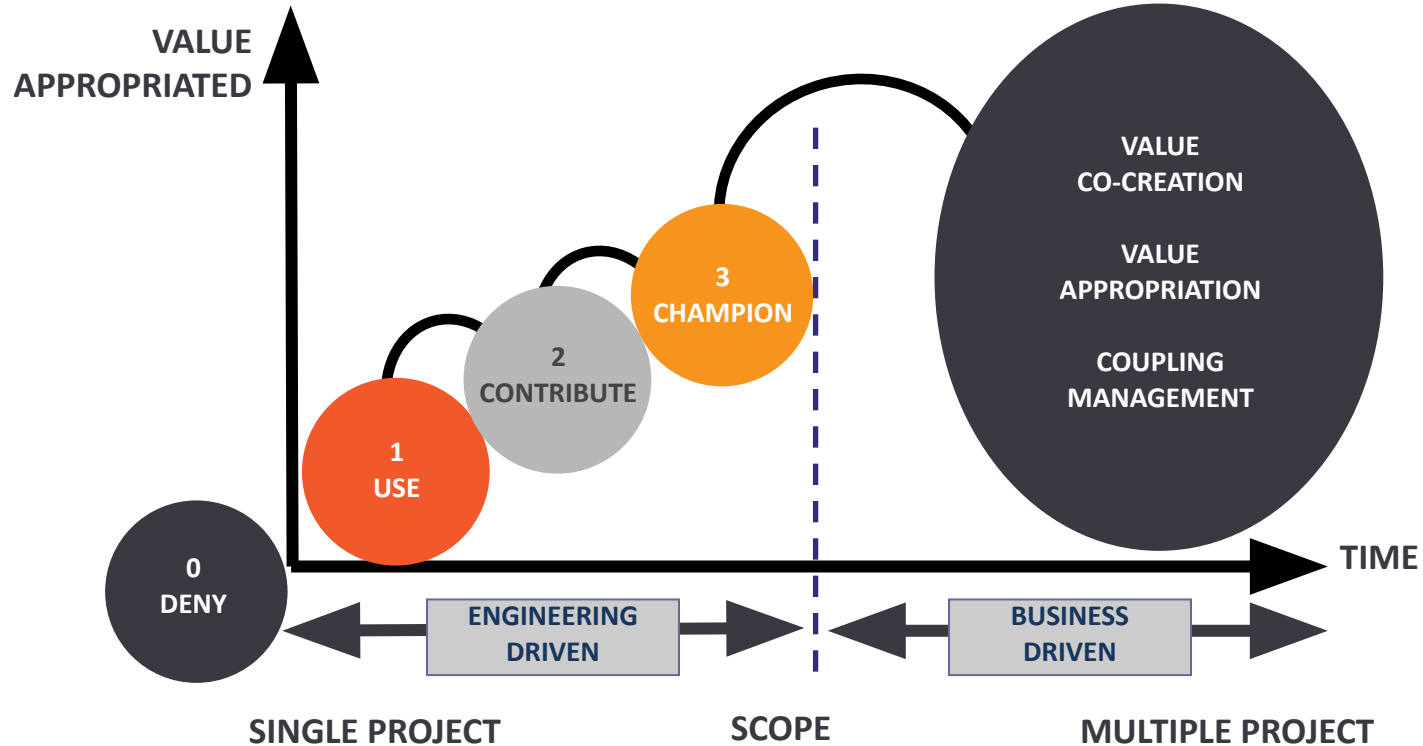 VALUE
APPROPRIATED
0
DENY
1
USE
2
CONTRIBUTE
3
CHAMPION
VALUE
CO-CREATION
VALUE
APPROPRIATION
COUPLING
MANAGEMENT
TIME
ENGINEERING
DRIVEN
BUSINESS
DRIVEN
SINGLE PROJECT
SCOPE
MULTIPLE PROJECT